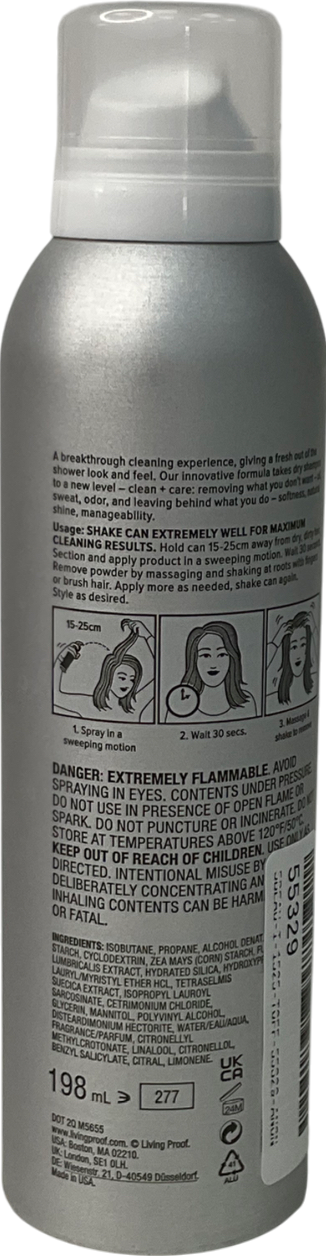 A breakthrough cleaning experience, giving a fresh out of the
shower look and feel. Our innovative formula takes dry shampoo
to a new level – clean + care: removing what you don't want –
sweat, odor, and leaving behind what you do – softness,
shine, manageability.
Usage: SHAKE CAN EXTREMELY WELL FOR MAXIMUM
CLEANING RESULTS. Hold can 15-25cm away from dry, dirty
Section and apply product in a sweeping motion. Wait 30
Remove powder by massaging and shaking at roots with
or brush hair. Apply more as needed, shake can again.
Style as desired.
15-25cm
1. Spray in a
sweeping motion
2. Wait 30 secs.
3. Massage &
shake to
DANGER: EXTREMELY FLAMMABLE. AVOID
SPRAYING IN EYES. CONTENTS UNDER PRESSURE.
DO NOT USE IN PRESENCE OF OPEN FLAME OR
SPARK. DO NOT PUNCTURE OR INCINERATE. DO NOT
STORE AT TEMPERATURES ABOVE 120°F/50°C.
KEEP OUT OF REACH OF CHILDREN. USE ONLY AS
DIRECTED. INTENTIONAL MISUSE BY
DELIBERATELY CONCENTRATING AN
INHALING CONTENTS CAN BE HARM
OR FATAL.
INGREDIENTS: ISOBUTANE, PROPANE, ALCOHOL DENAT
STARCH, CYCLODEXTRIN, ZEA MAYS (CORN) STARCH,
LUMBRICALIS EXTRACT, HYDRATED SILICA, HYDROXYP
LAURYL/MYRISTYL ETHER HCL, TETRASELMIS
SUECICA EXTRACT, ISOPROPYL LAUROYL
SARCOSINATE, CETRIMONIUM CHLORIDE,
GLYCERIN, MANNITOL, POLYVINYL ALCOHOL,
DISTEARDIMONIUM HECTORITE, WATER/EAU/AQUA,
FRAGRANCE/PARFUM, CITRONELLYL
METHYLCROTONATE, LINALOOL, CITRONELLOL,
BENZYL SALICYLATE, CITRAL, LIMONENE.
198 mL ℈ 277
UK
CA
24M
41
ALU
DOT 2Q M5655
www.livingproof.com. © Living Proof.
USA: Boston, MA 02210.
UK: London, SE1 0LH.
DE: Wiesenstr. 21, D-40549 Düsseldorf.
Made in USA.
55329